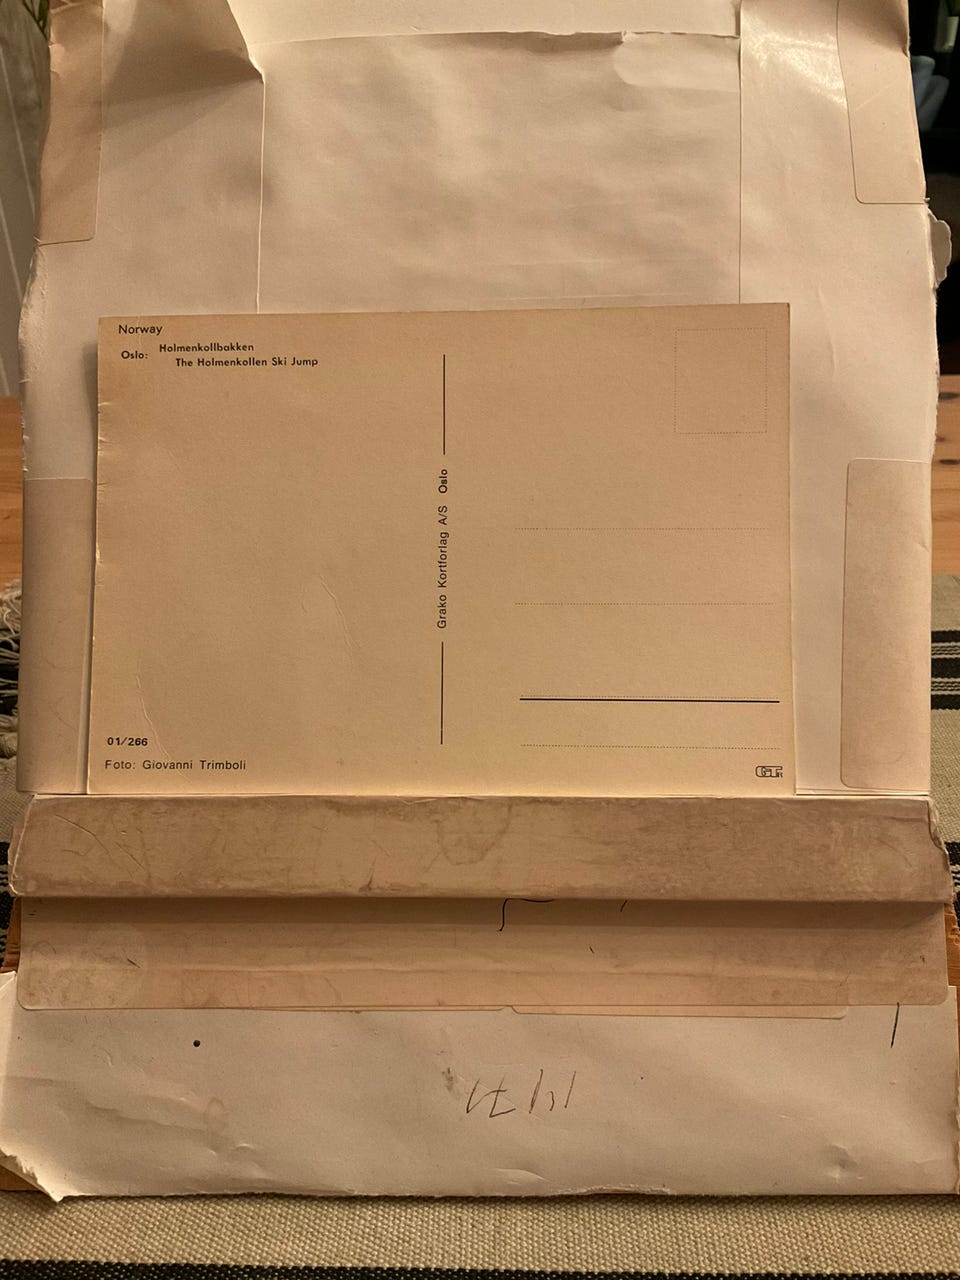 Norway
Oslo: Holmenkollbakken
The Holmenkollen Ski Jump
Grako Kortforlag A/S Oslo
01/266
Foto: Giovanni Trimboli